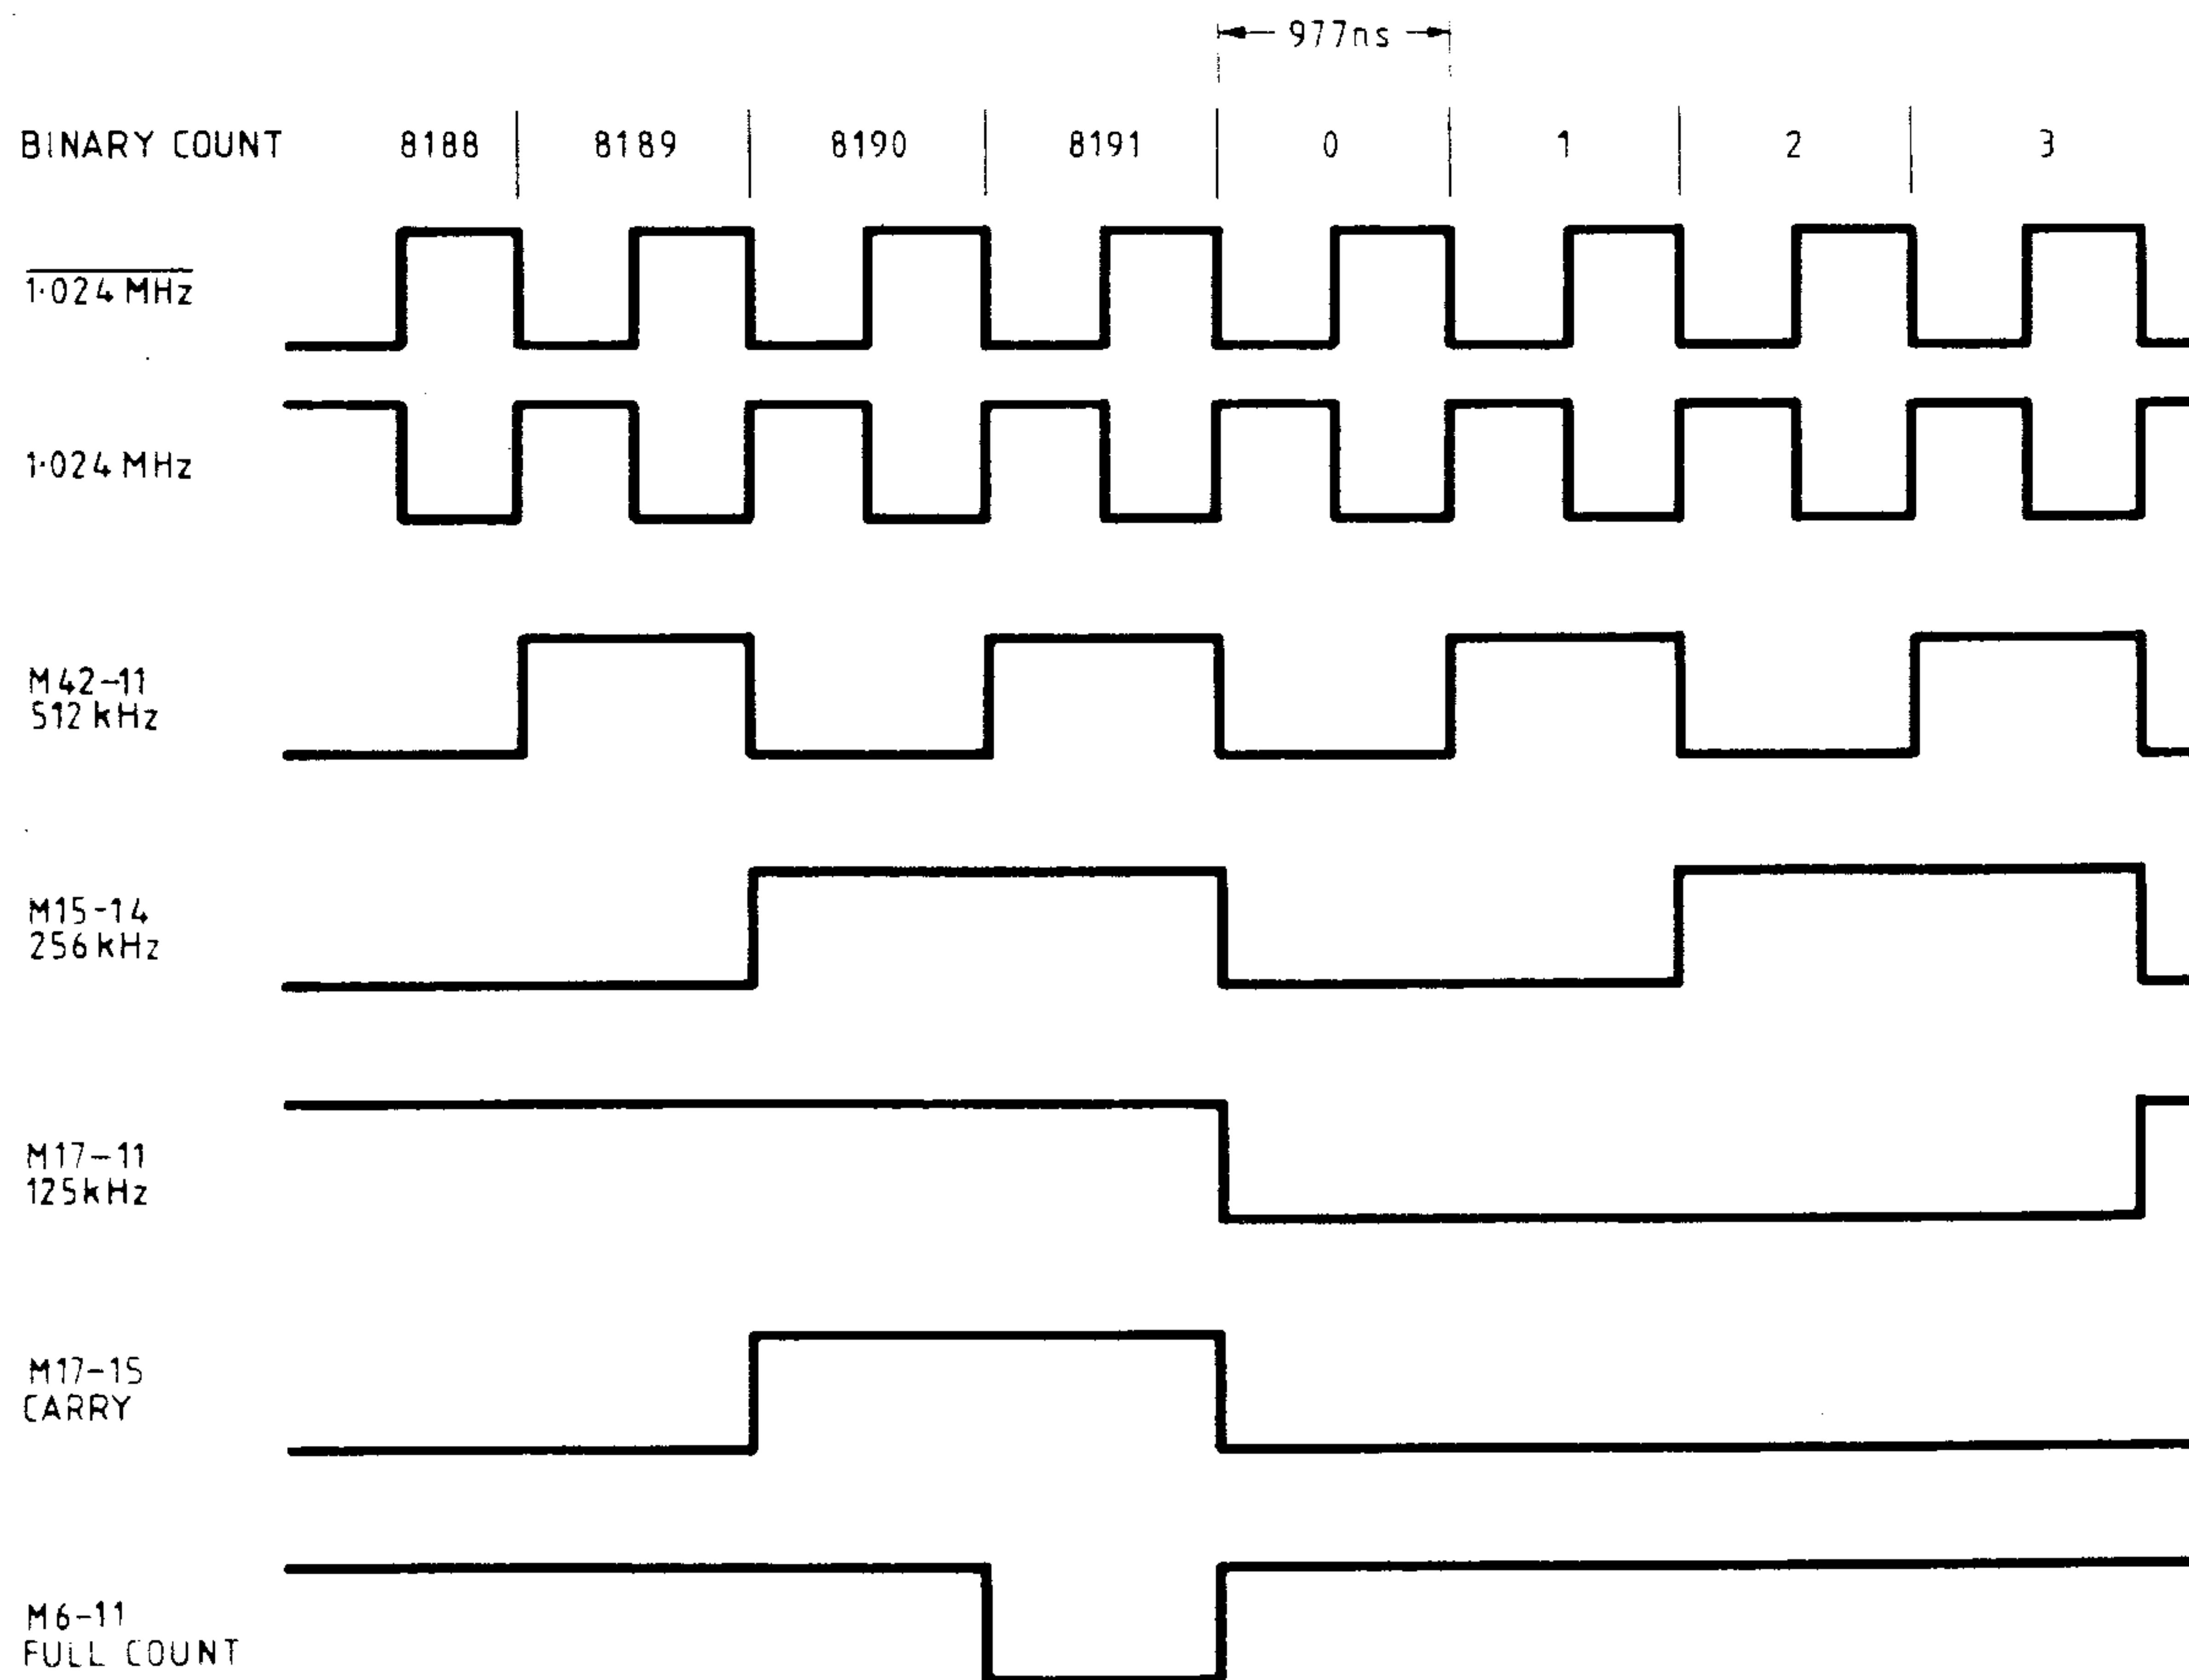 977ns
BINARY COUNT 8188 8189 8190 8191 0 1 2 3
1·024 MHz
1·024 MHz
M42-11
512 kHz
M15-14
256 kHz
M17-11
125kHz
M17-15
CARRY
M6-11
FULL COUNT